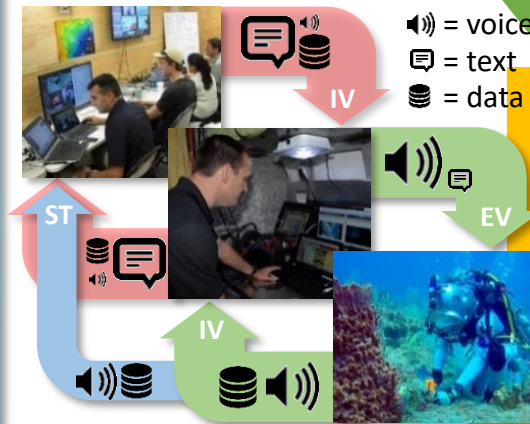 = voice
= text
= data
IV
EV
ST
IV